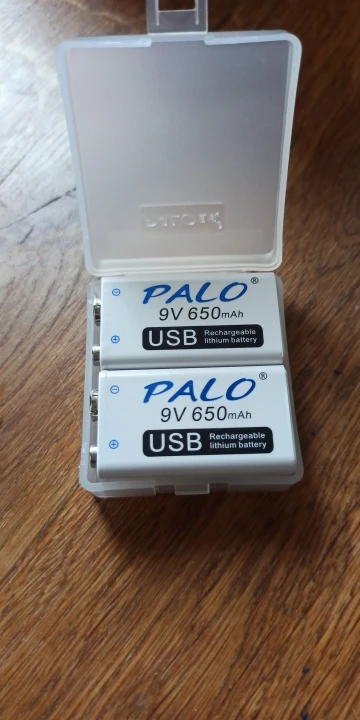 PALO®
9V 650mAh
USB Rechargeable
lithium battery
PALO®
9V 650mAh
USB Rechargeable
lithium battery